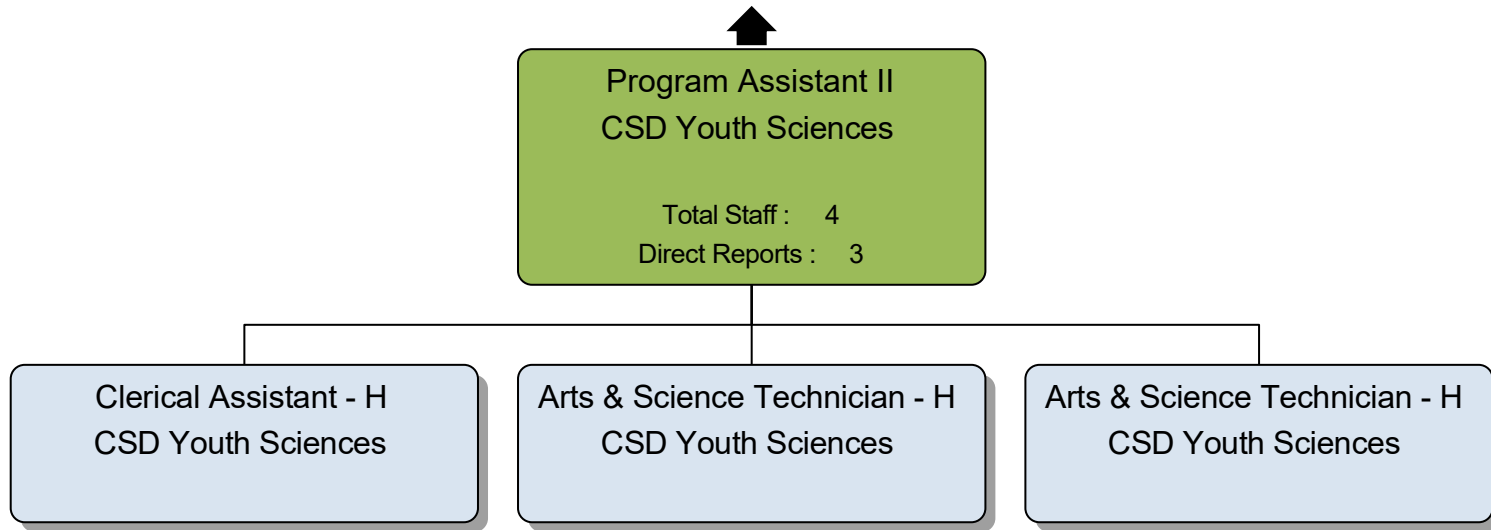 Program Assistant II
CSD Youth Sciences
Total Staff : 4
Direct Reports : 3
Clerical Assistant - H
CSD Youth Sciences
Arts & Science Technician - H
CSD Youth Sciences
Arts & Science Technician - H
CSD Youth Sciences